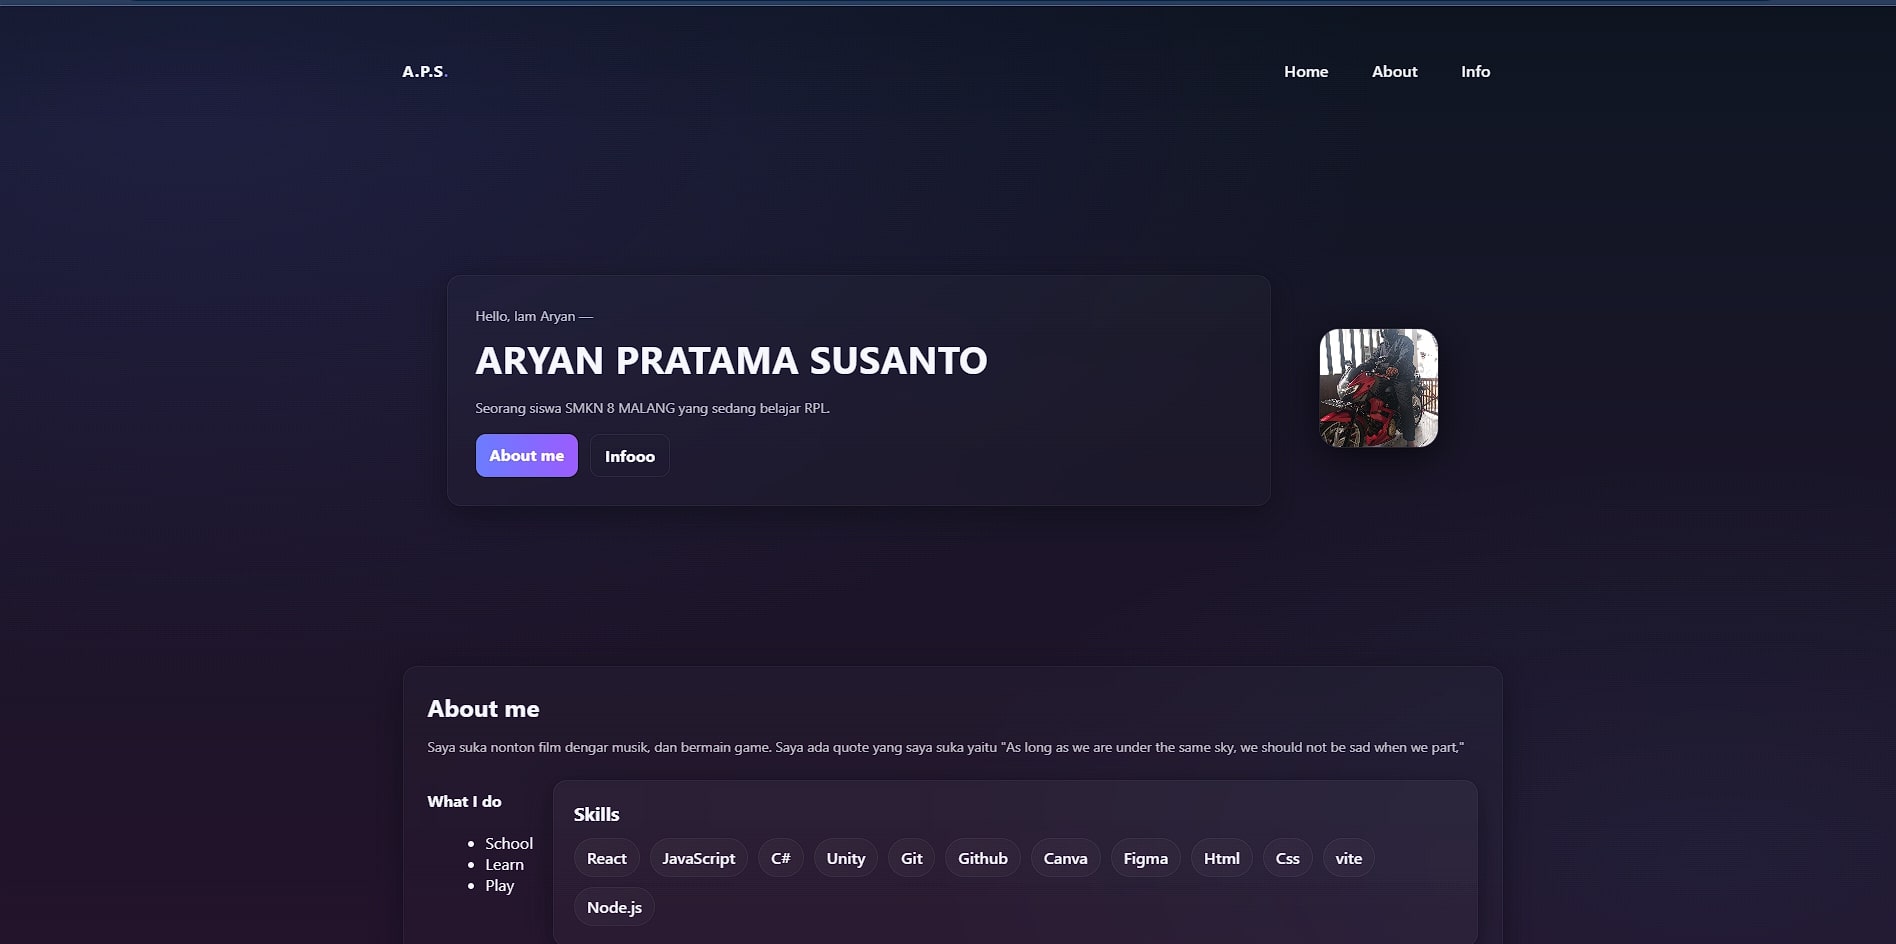 A.P.S.
Home About Info
Hello, Iam Aryan —
ARYAN PRATAMA SUSANTO
Seorang siswa SMKN 8 MALANG yang sedang belajar RPL.
About me Infooo
About me
Saya suka nonton film dengar musik, dan bermain game. Saya ada quote yang saya suka yaitu "As long as we are under the same sky, we should not be sad when we part,"
What I do
School
Learn
Play
Skills
React JavaScript C# Unity Git Github Canva Figma Html Css vite
Node.js